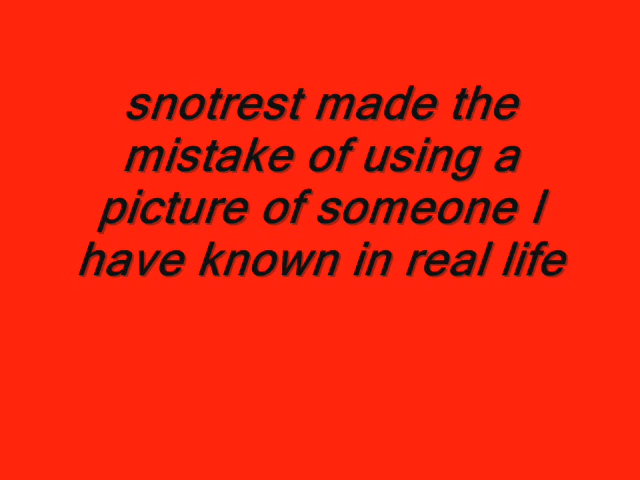 snotrest made the
mistake of using a
picture of someone I
have known in real life